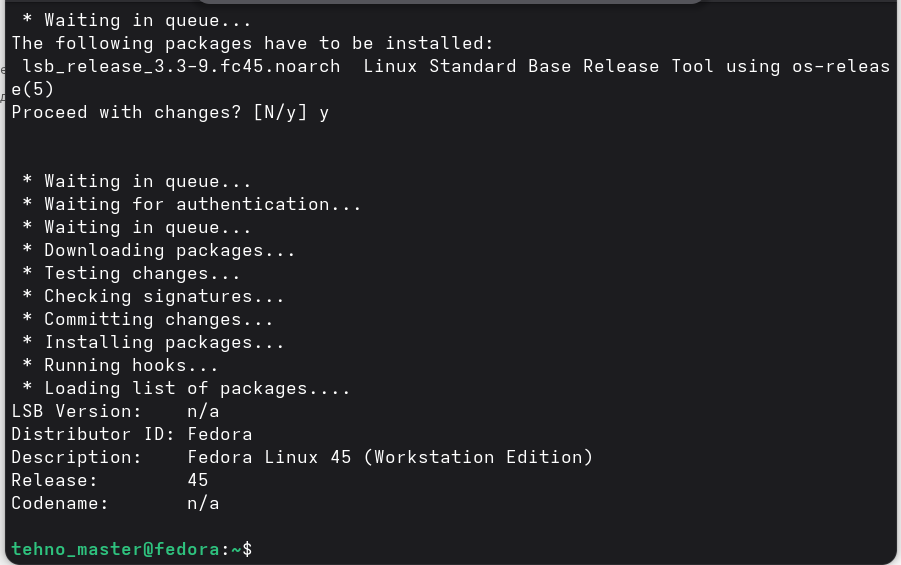 * Waiting in queue...
The following packages have to be installed:
 lsb_release_3.3-9.fc45.noarch  Linux Standard Base Release Tool using os-releas
e(5)
Proceed with changes? [N/y] y
 * Waiting in queue...
 * Waiting for authentication...
 * Waiting in queue...
 * Downloading packages...
 * Testing changes...
 * Checking signatures...
 * Committing changes...
 * Installing packages...
 * Running hooks...
 * Loading list of packages....
LSB Version:    n/a
Distributor ID: Fedora
Description:    Fedora Linux 45 (Workstation Edition)
Release:        45
Codename:       n/a
tehno_master@fedora:~$